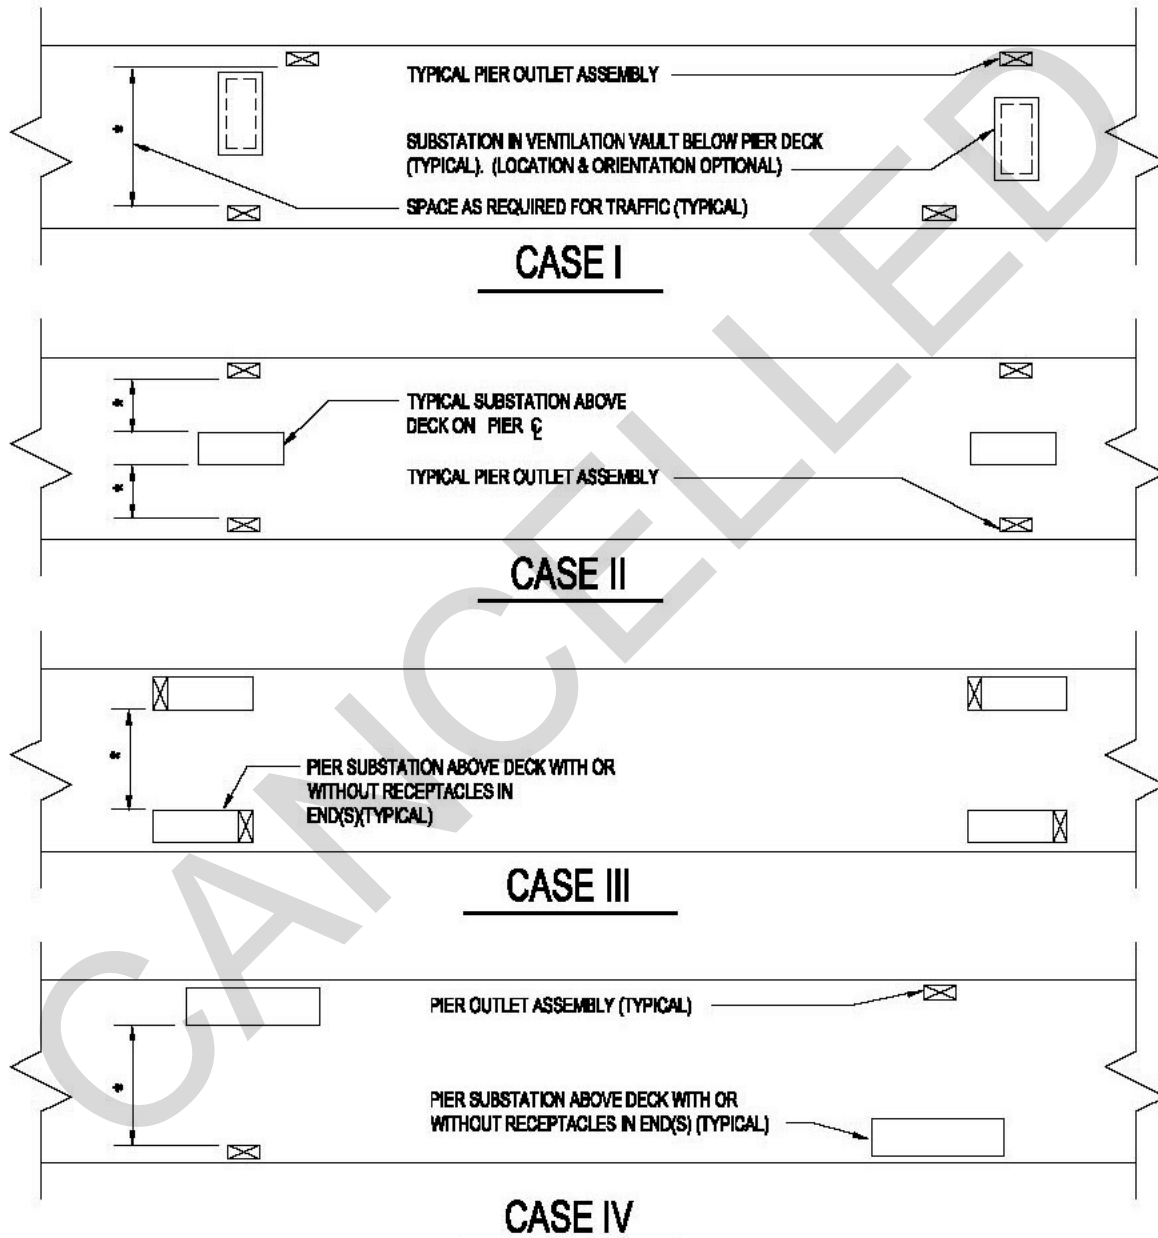 TYPICAL PIER OUTLET ASSEMBLY
*
SUBSTATION IN VENTILATION VAULT BELOW PIER DECK
(TYPICAL). (LOCATION & ORIENTATION OPTIONAL)
SPACE AS REQUIRED FOR TRAFFIC (TYPICAL)
CASE I
*
TYPICAL SUBSTATION ABOVE
DECK ON PIER ℄
*
TYPICAL PIER OUTLET ASSEMBLY
CASE II
*
PIER SUBSTATION ABOVE DECK WITH OR
WITHOUT RECEPTACLES IN
END(S)(TYPICAL)
CASE III
PIER OUTLET ASSEMBLY (TYPICAL)
*
PIER SUBSTATION ABOVE DECK WITH OR
WITHOUT RECEPTACLES IN END(S) (TYPICAL)
CASE IV
CANCELLED